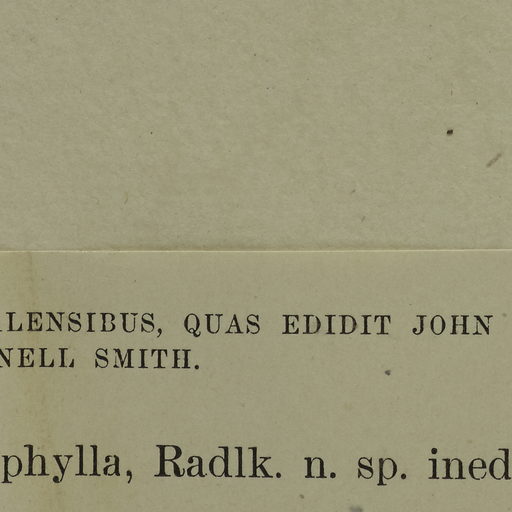 ALENSIBUS, QUAS EDIDIT JOHN
NELL SMITH.
phylla, Radlk. n. sp. ined